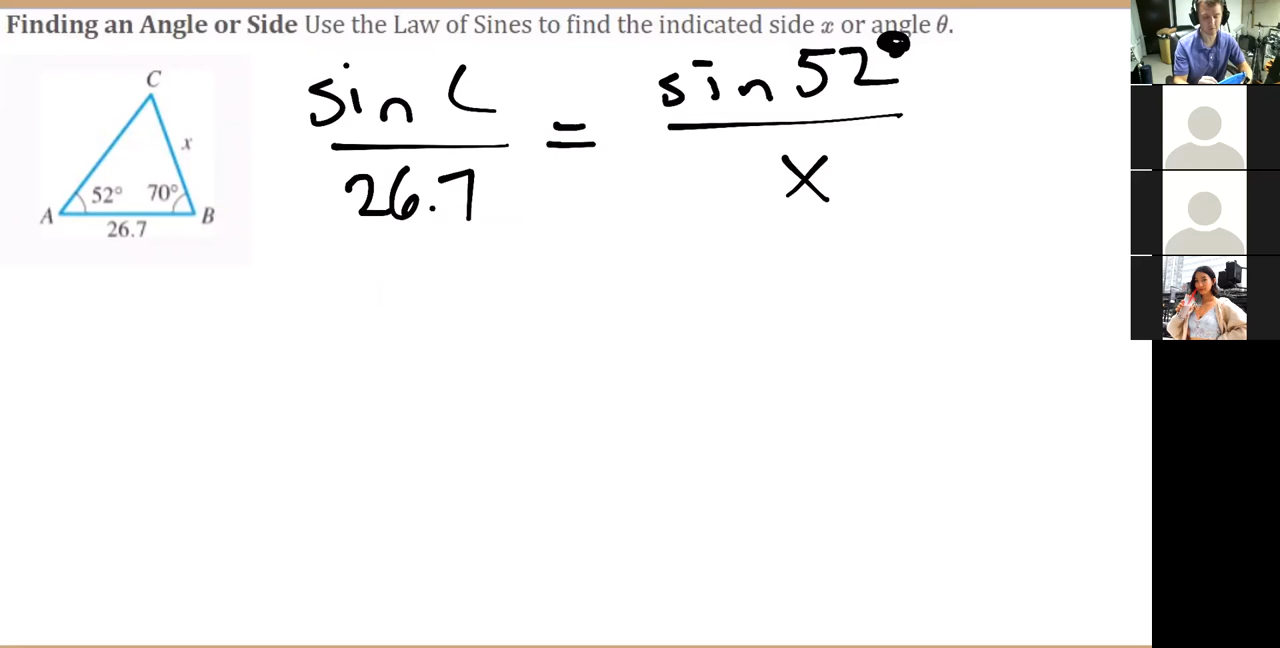 Finding an Angle or Side Use the Law of Sines to find the indicated side x or angle θ.
C
x
52° 70°
A B
26.7
sin C = sin 52°
26.7 x